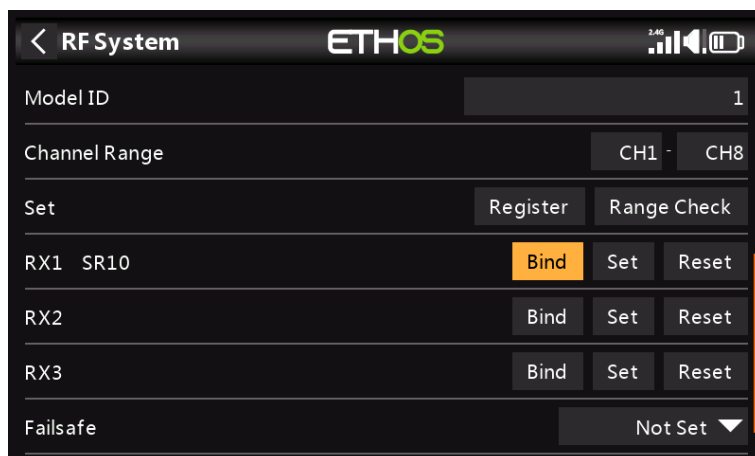 RF System ETHOS 2.4G
Model ID 1
Channel Range CH1 - CH8
Set Register Range Check
RX1 SR10 Bind Set Reset
RX2 Bind Set Reset
RX3 Bind Set Reset
Failsafe Not Set